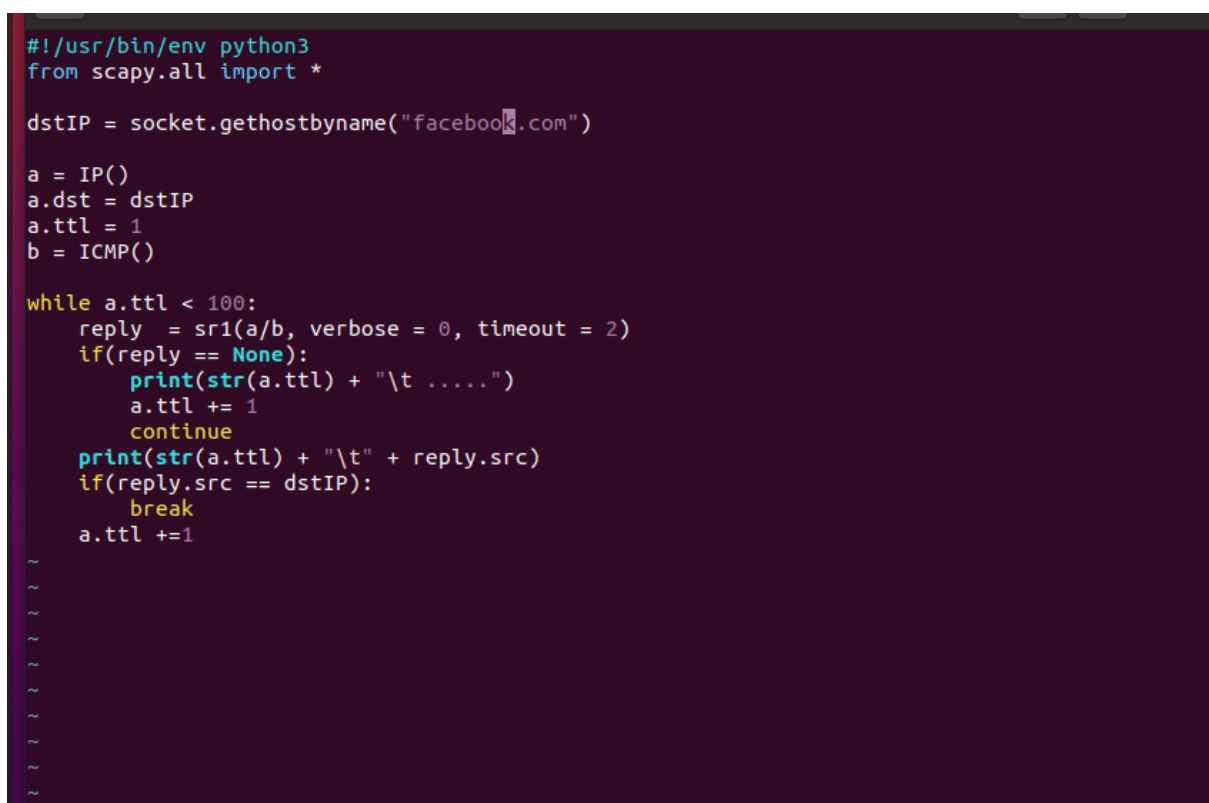 #!/usr/bin/env python3
from scapy.all import *

dstIP = socket.gethostbyname("facebook.com")

a = IP()
a.dst = dstIP
a.ttl = 1
b = ICMP()

while a.ttl < 100:
    reply  = sr1(a/b, verbose = 0, timeout = 2)
    if(reply == None):
        print(str(a.ttl) + "\t .....")
        a.ttl += 1
        continue
    print(str(a.ttl) + "\t" + reply.src)
    if(reply.src == dstIP):
        break
    a.ttl +=1
~
~
~
~
~
~
~
~
~
~